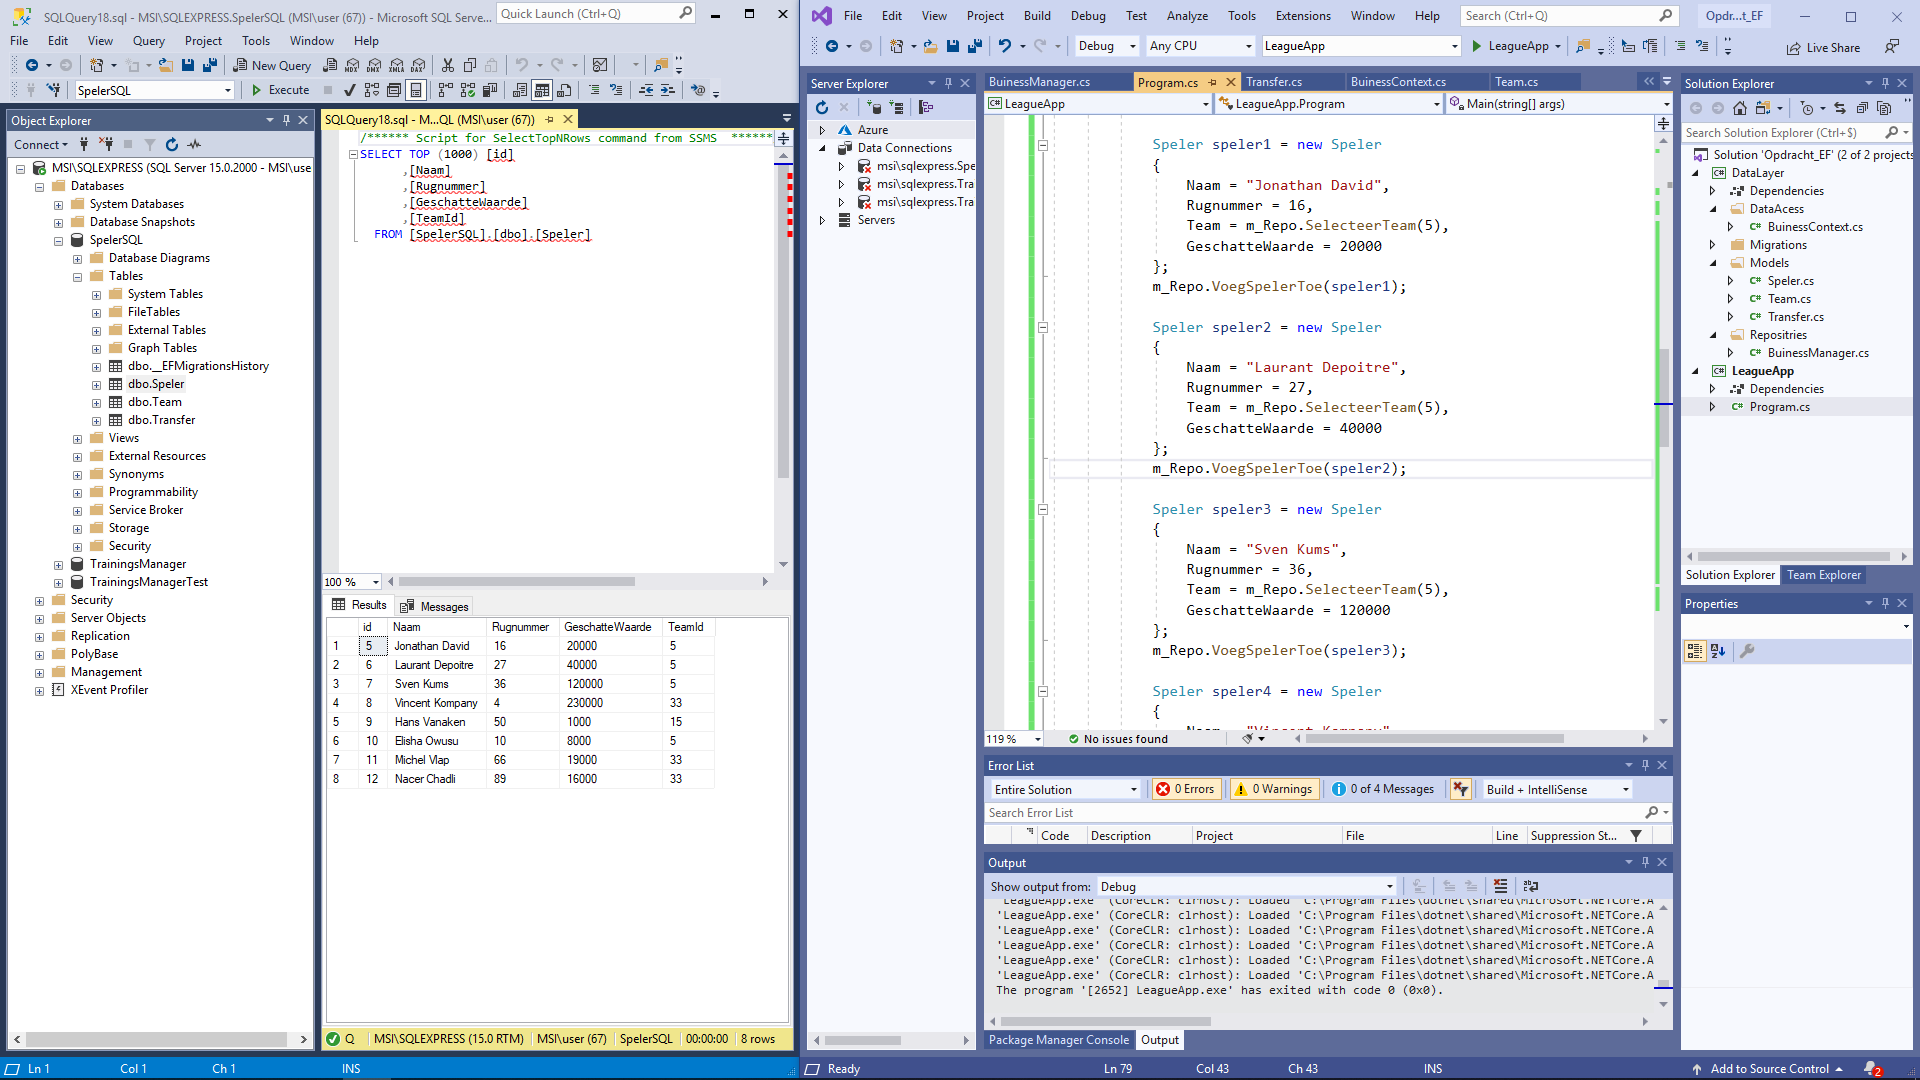 SQLQuery18.sql - MSI\SQLEXPRESS.SpelerSQL (MSI\user (67)) - Microsoft SQL Serve...
Quick Launch (Ctrl+Q)
File Edit View Query Project Tools Window Help
New Query
SpelerSQL
Execute
Object Explorer
Connect
MSI\SQLEXPRESS (SQL Server 15.0.2000 - MSI\use
Databases
System Databases
Database Snapshots
SpelerSQL
Database Diagrams
Tables
System Tables
FileTables
External Tables
Graph Tables
dbo.__EFMigrationsHistory
dbo.Speler
dbo.Team
dbo.Transfer
Views
External Resources
Synonyms
Programmability
Service Broker
Storage
Security
TrainingsManager
TrainingsManagerTest
Security
Server Objects
Replication
PolyBase
Management
XEvent Profiler
SQLQuery18.sql - M...QL (MSI\user (67))
/****** Script for SelectTopNRows command from SSMS ******
SELECT TOP (1000) [id]
,[Naam]
,[Rugnummer]
,[GeschatteWaarde]
,[TeamId]
FROM [SpelerSQL].[dbo].[Speler]
100 %
Results Messages
id Naam Rugnummer GeschatteWaarde TeamId
1 5 Jonathan David 16 20000 5
2 6 Laurant Depoitre 27 40000 5
3 7 Sven Kums 36 120000 5
4 8 Vincent Kompany 4 230000 33
5 9 Hans Vanaken 50 1000 15
6 10 Elisha Owusu 10 8000 5
7 11 Michel Vlap 66 19000 33
8 12 Nacer Chadli 89 16000 33
Q MSI\SQLEXPRESS (15.0 RTM) MSI\user (67) SpelerSQL 00:00:00 8 rows
Ln 1 Col 1 Ch 1 INS
File Edit View Project Build Debug Test Analyze Tools Extensions Window Help
Search (Ctrl+Q)
Opdr...t_EF
Debug Any CPU LeagueApp LeagueApp
Live Share
Server Explorer
Azure
Data Connections
msi\sqlexpress.Spe
msi\sqlexpress.Tra
msi\sqlexpress.Tra
Servers
BuinessManager.cs Program.cs Transfer.cs BuinessContext.cs Team.cs
LeagueApp LeagueApp.Program Main(string[] args)
Speler speler1 = new Speler
{
Naam = "Jonathan David",
Rugnummer = 16,
Team = m_Repo.SelecteerTeam(5),
GeschatteWaarde = 20000
};
m_Repo.VoegSpelerToe(speler1);
Speler speler2 = new Speler
{
Naam = "Laurant Depoitre",
Rugnummer = 27,
Team = m_Repo.SelecteerTeam(5),
GeschatteWaarde = 40000
};
m_Repo.VoegSpelerToe(speler2);
Speler speler3 = new Speler
{
Naam = "Sven Kums",
Rugnummer = 36,
Team = m_Repo.SelecteerTeam(5),
GeschatteWaarde = 120000
};
m_Repo.VoegSpelerToe(speler3);
Speler speler4 = new Speler
{
Naam = "Vincent Kompany"
119 % No issues found
Error List
Entire Solution 0 Errors 0 Warnings 0 of 4 Messages Build + IntelliSense
Search Error List
Code Description Project File Line Suppression St...
Output
Show output from: Debug
'LeagueApp.exe' (CoreCLR: clrhost): Loaded 'C:\Program Files\dotnet\shared\Microsoft.NETCore.A
'LeagueApp.exe' (CoreCLR: clrhost): Loaded 'C:\Program Files\dotnet\shared\Microsoft.NETCore.A
'LeagueApp.exe' (CoreCLR: clrhost): Loaded 'C:\Program Files\dotnet\shared\Microsoft.NETCore.A
'LeagueApp.exe' (CoreCLR: clrhost): Loaded 'C:\Program Files\dotnet\shared\Microsoft.NETCore.A
'LeagueApp.exe' (CoreCLR: clrhost): Loaded 'C:\Program Files\dotnet\shared\Microsoft.NETCore.A
'LeagueApp.exe' (CoreCLR: clrhost): Loaded 'C:\Program Files\dotnet\shared\Microsoft.NETCore.A
The program '[2652] LeagueApp.exe' has exited with code 0 (0x0).
Package Manager Console Output
Solution Explorer
Search Solution Explorer (Ctrl+$)
Solution 'Opdracht_EF' (2 of 2 projects
DataLayer
Dependencies
DataAcess
BuinessContext.cs
Migrations
Models
Speler.cs
Team.cs
Transfer.cs
Repositries
BuinessManager.cs
LeagueApp
Dependencies
Program.cs
Solution Explorer Team Explorer
Properties
Ready Ln 79 Col 43 Ch 43 INS Add to Source Control 2